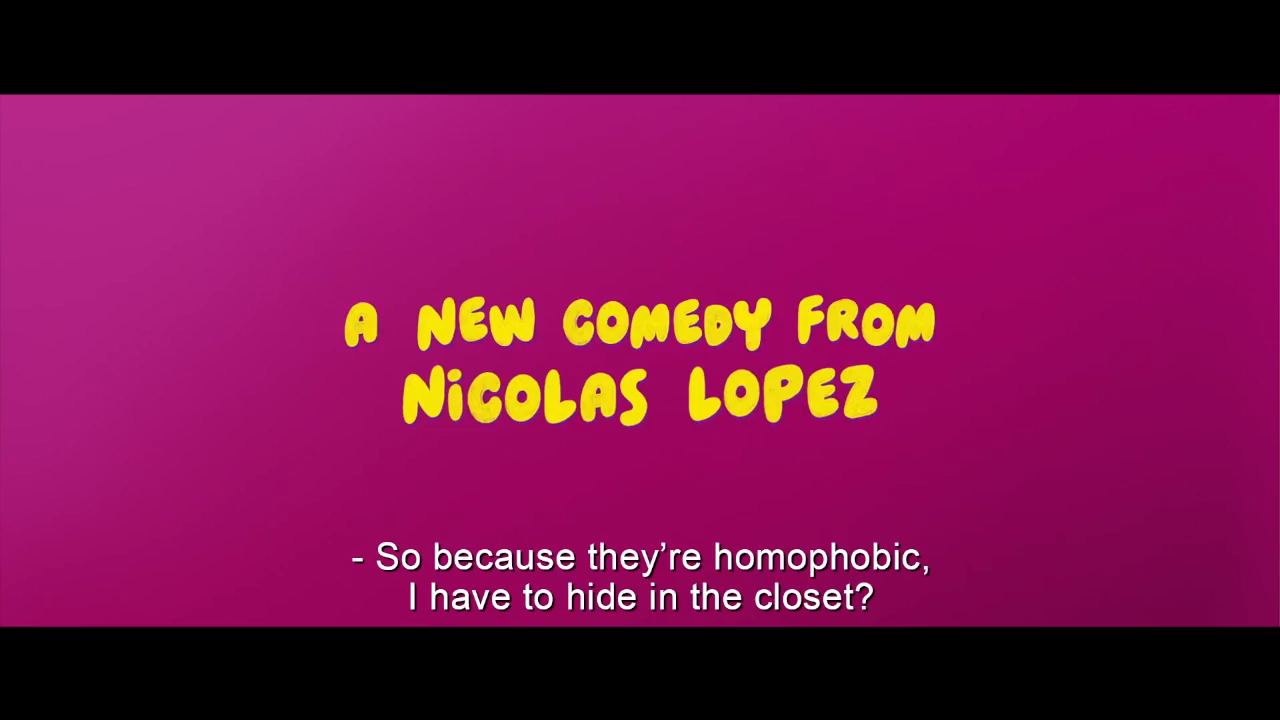 A NEW COMEDY FROM
NiCOLAS LOPEZ
- So because they’re homophobic,
I have to hide in the closet?